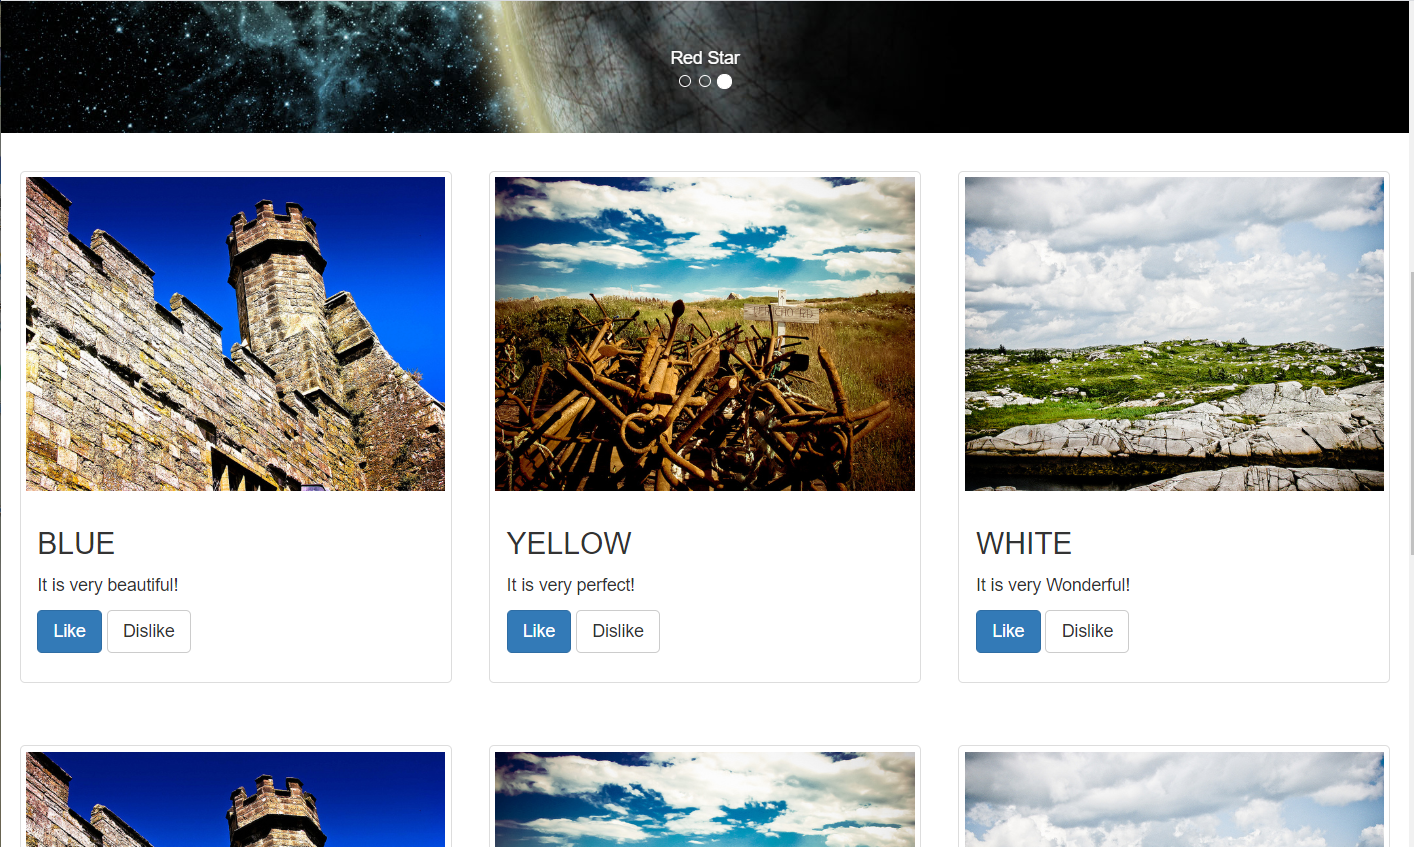 Red Star
BLUE
It is very beautiful!
Like Dislike
YELLOW
It is very perfect!
Like Dislike
WHITE
It is very Wonderful!
Like Dislike